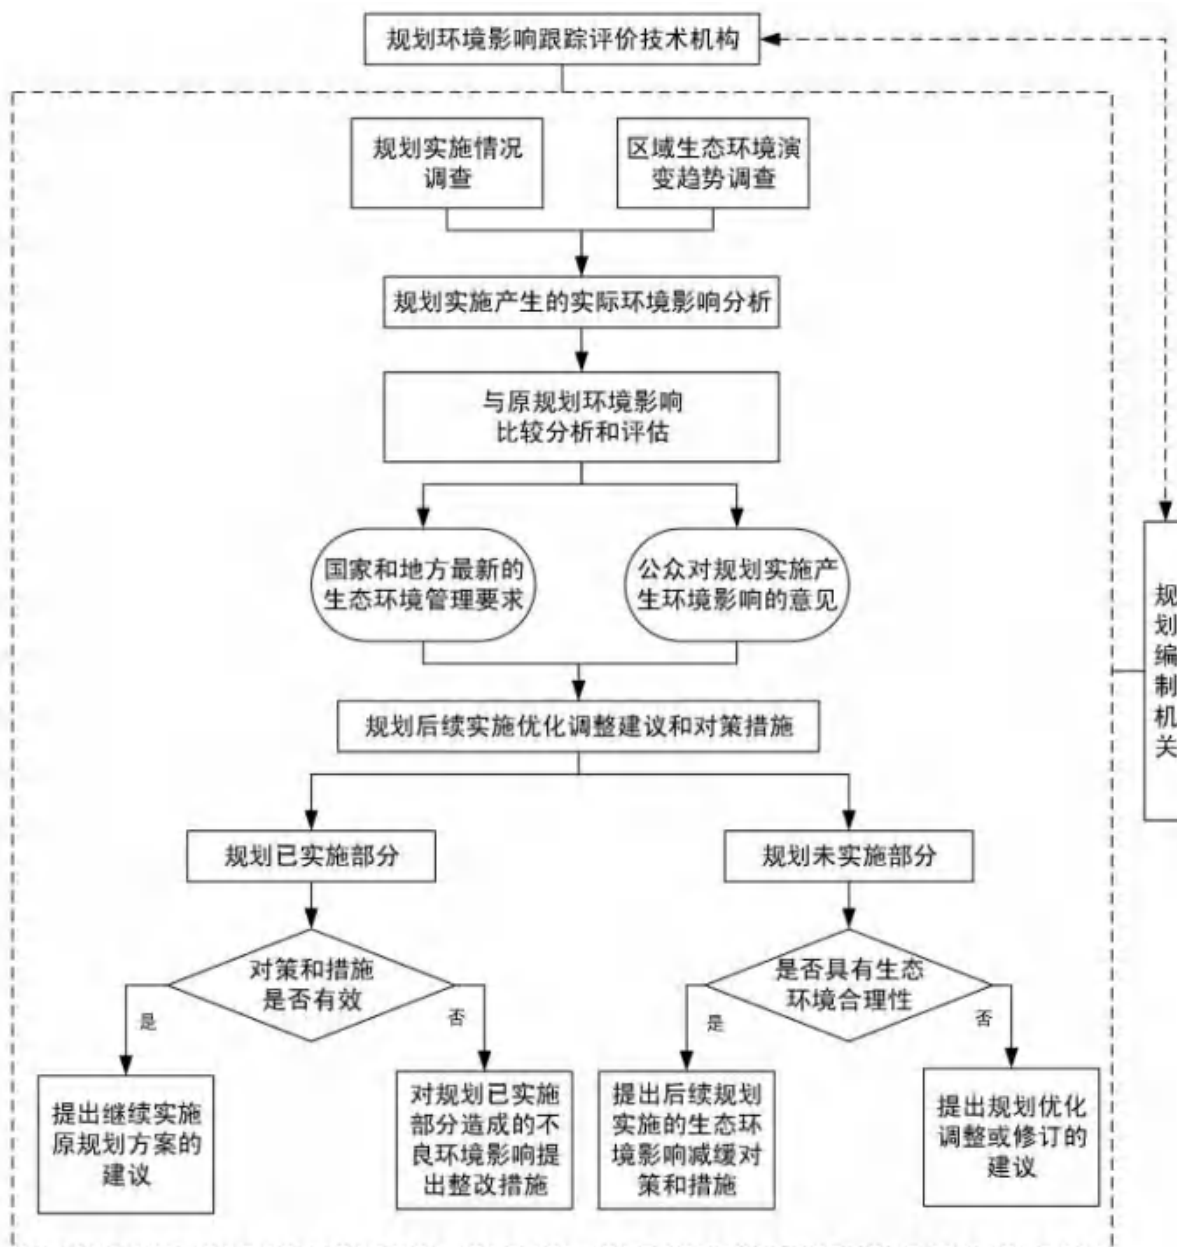 规划环境影响跟踪评价技术机构
规划实施情况
调查
区域生态环境演
变趋势调查
规划实施产生的实际环境影响分析
与原规划环境影响
比较分析和评估
国家和地方最新的
生态环境管理要求
公众对规划实施产
生环境影响的意见
规
划
编
制
机
关
规划后续实施优化调整建议和对策措施
规划已实施部分
规划未实施部分
对策和措施
是否有效
是否具有生态
环境合理性
是
否
是
否
提出继续实施
原规划方案的
建议
对规划已实施
部分造成的不
良环境影响提
出整改措施
提出后续规划
实施的生态环
境影响减缓对
策和措施
提出规划优化
调整或修订的
建议